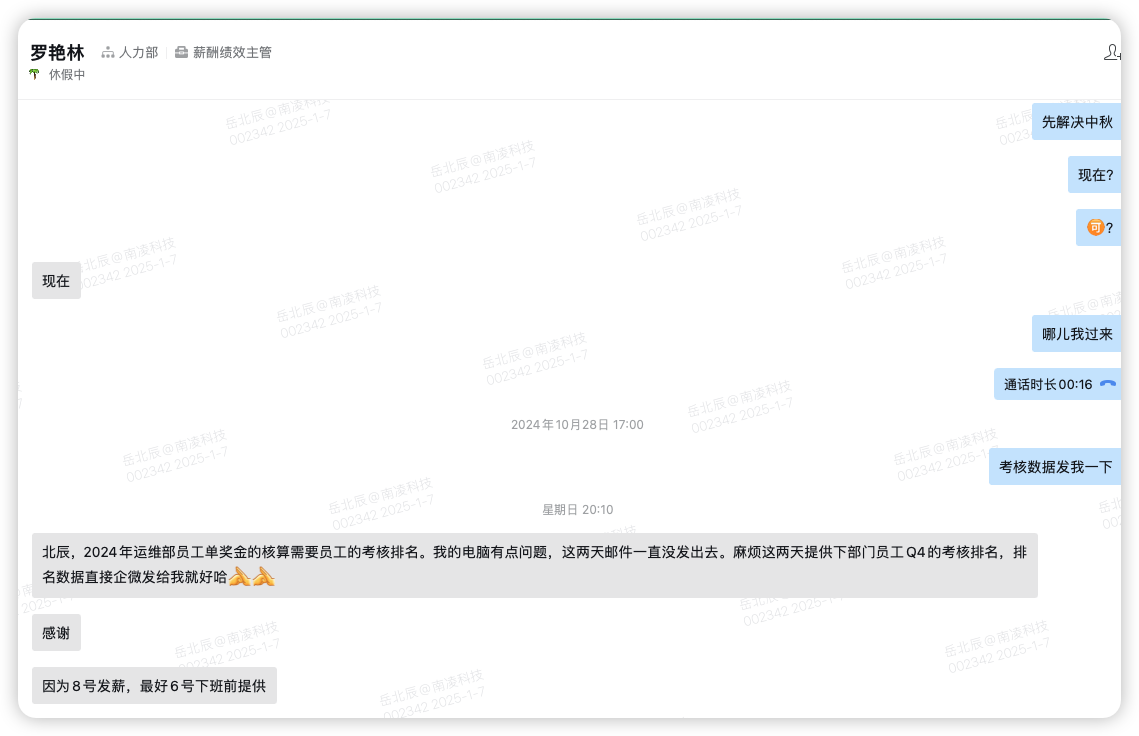 罗艳林 人力部 薪酬绩效主管
休假中
先解决中秋
现在?
可?
现在
哪儿我过来
通话时长00:16
2024年10月28日 17:00
考核数据发我一下
星期日 20:10
北辰，2024年运维部员工单奖金的核算需要员工的考核排名。我的电脑有点问题，这两天邮件一直没发出去。麻烦这两天提供下部门员工Q4的考核排名，排
名数据直接企微发给我就好哈
感谢
因为8号发薪，最好6号下班前提供
岳北辰@南凌科技
002342 2025-1-7